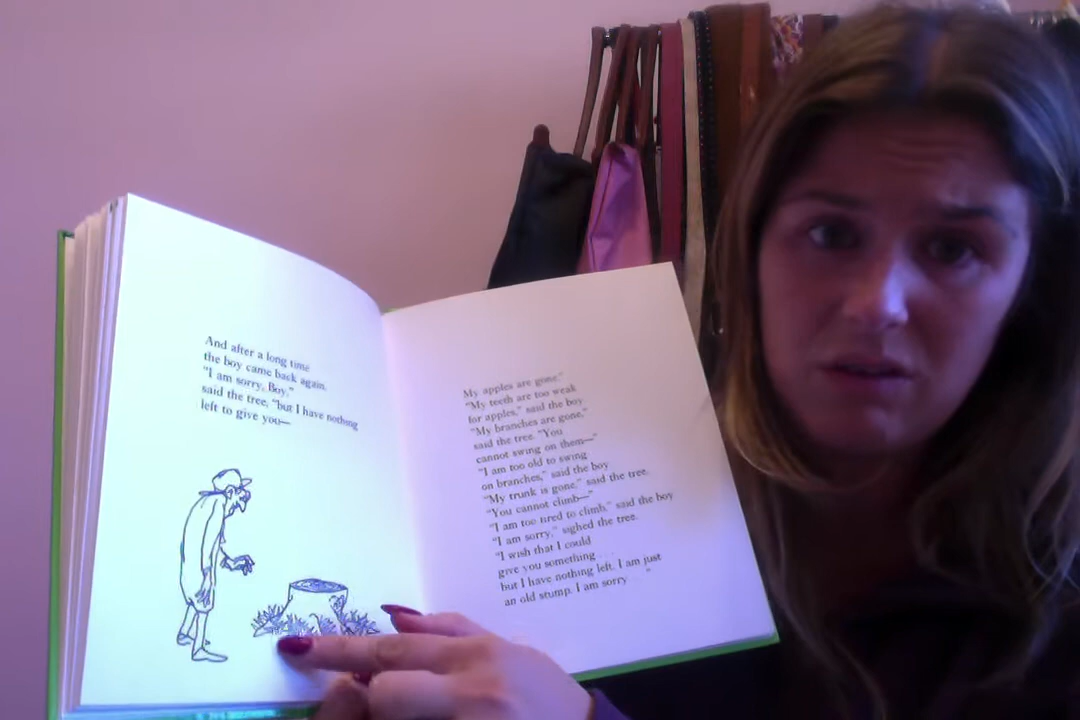 And after a long time
the boy came back again.
"I am sorry, Boy,"
said the tree, "but I have nothing
left to give you—
My apples are gone."
"My teeth are too weak
for apples," said the boy
"My branches are gone,"
said the tree. "You
cannot swing on them—"
"I am too old to swing
on branches," said the boy
"My trunk is gone," said the tree.
"You cannot climb—"
"I am too tired to climb," said the boy
"I am sorry," sighed the tree.
"I wish that I could
give you something . . .
but I have nothing left. I am just
an old stump. I am sorry . . ."